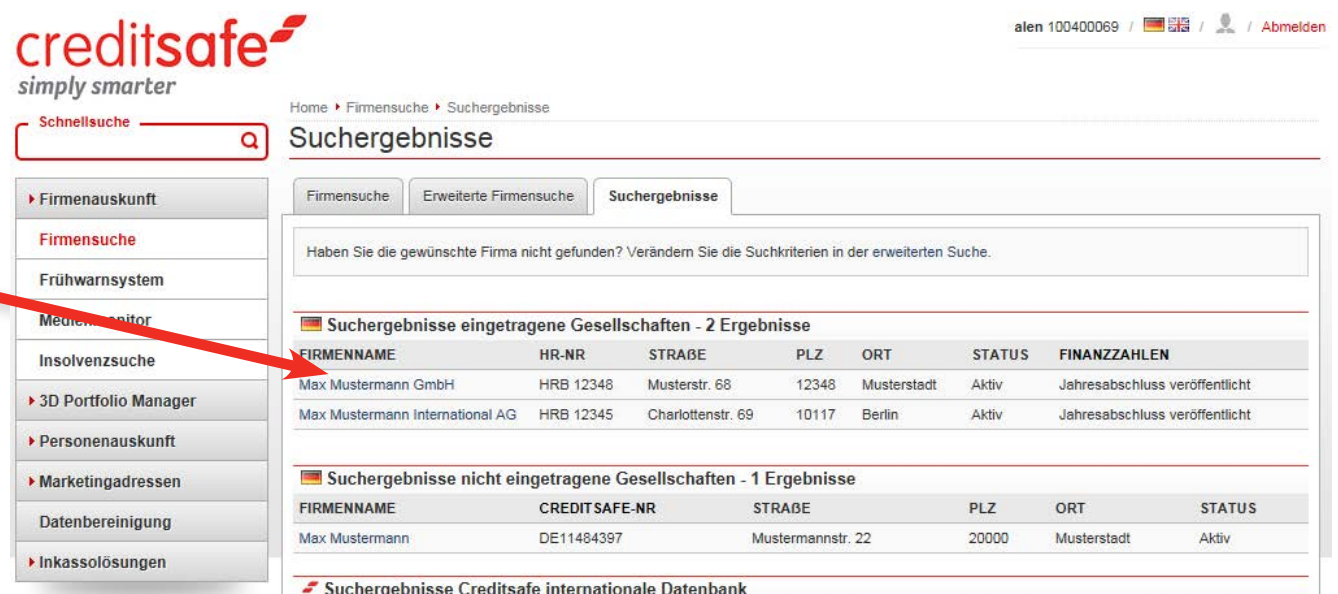 creditsafe
simply smarter
alen 100400069 / / / Abmelden
Schnellsuche
Home Firmensuche Suchergebnisse
Suchergebnisse
Firmenauskunft
Firmensuche
Frühwarnsystem
Insolvenzsuche
3D Portfolio Manager
Personenauskunft
Marketingadressen
Datenbereinigung
Inkassolösungen
Firmensuche Erweiterte Firmensuche Suchergebnisse
Haben Sie die gewünschte Firma nicht gefunden? Verändern Sie die Suchkriterien in der erweiterten Suche.
Suchergebnisse eingetragene Gesellschaften - 2 Ergebnisse
FIRMENNAME HR-NR STRAßE PLZ ORT STATUS FINANZZAHLEN
Max Mustermann GmbH HRB 12348 Musterstr. 68 12348 Musterstadt Aktiv Jahresabschluss veröffentlicht
Max Mustermann International AG HRB 12345 Charlottenstr. 69 10117 Berlin Aktiv Jahresabschluss veröffentlicht
Suchergebnisse nicht eingetragene Gesellschaften - 1 Ergebnisse
FIRMENNAME CREDITSAFE-NR STRAßE PLZ ORT STATUS
Max Mustermann DE11484397 Mustermannstr. 22 20000 Musterstadt Aktiv
Suchergebnisse Creditsafe internationale Datenbank